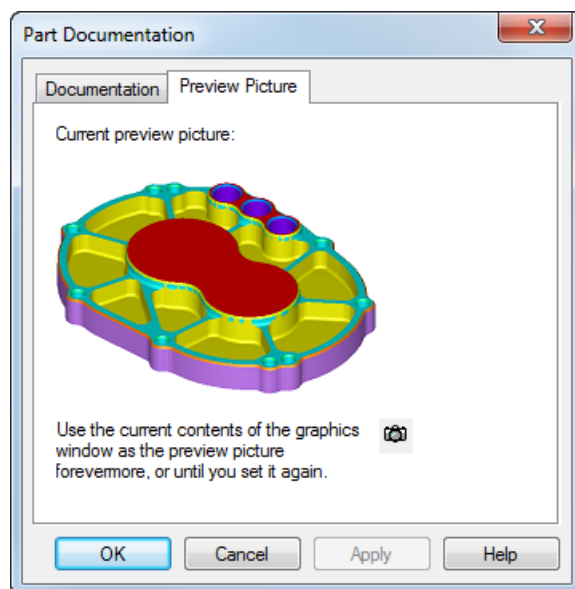 Part Documentation
Documentation
Preview Picture
Current preview picture:
Use the current contents of the graphics
window as the preview picture
forevermore, or until you set it again.
OK
Cancel
Apply
Help